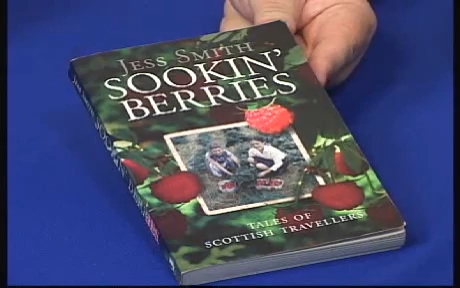 JESS SMITH
SOOKIN'
BERRIES
TALES OF
SCOTTISH TRAVELLERS